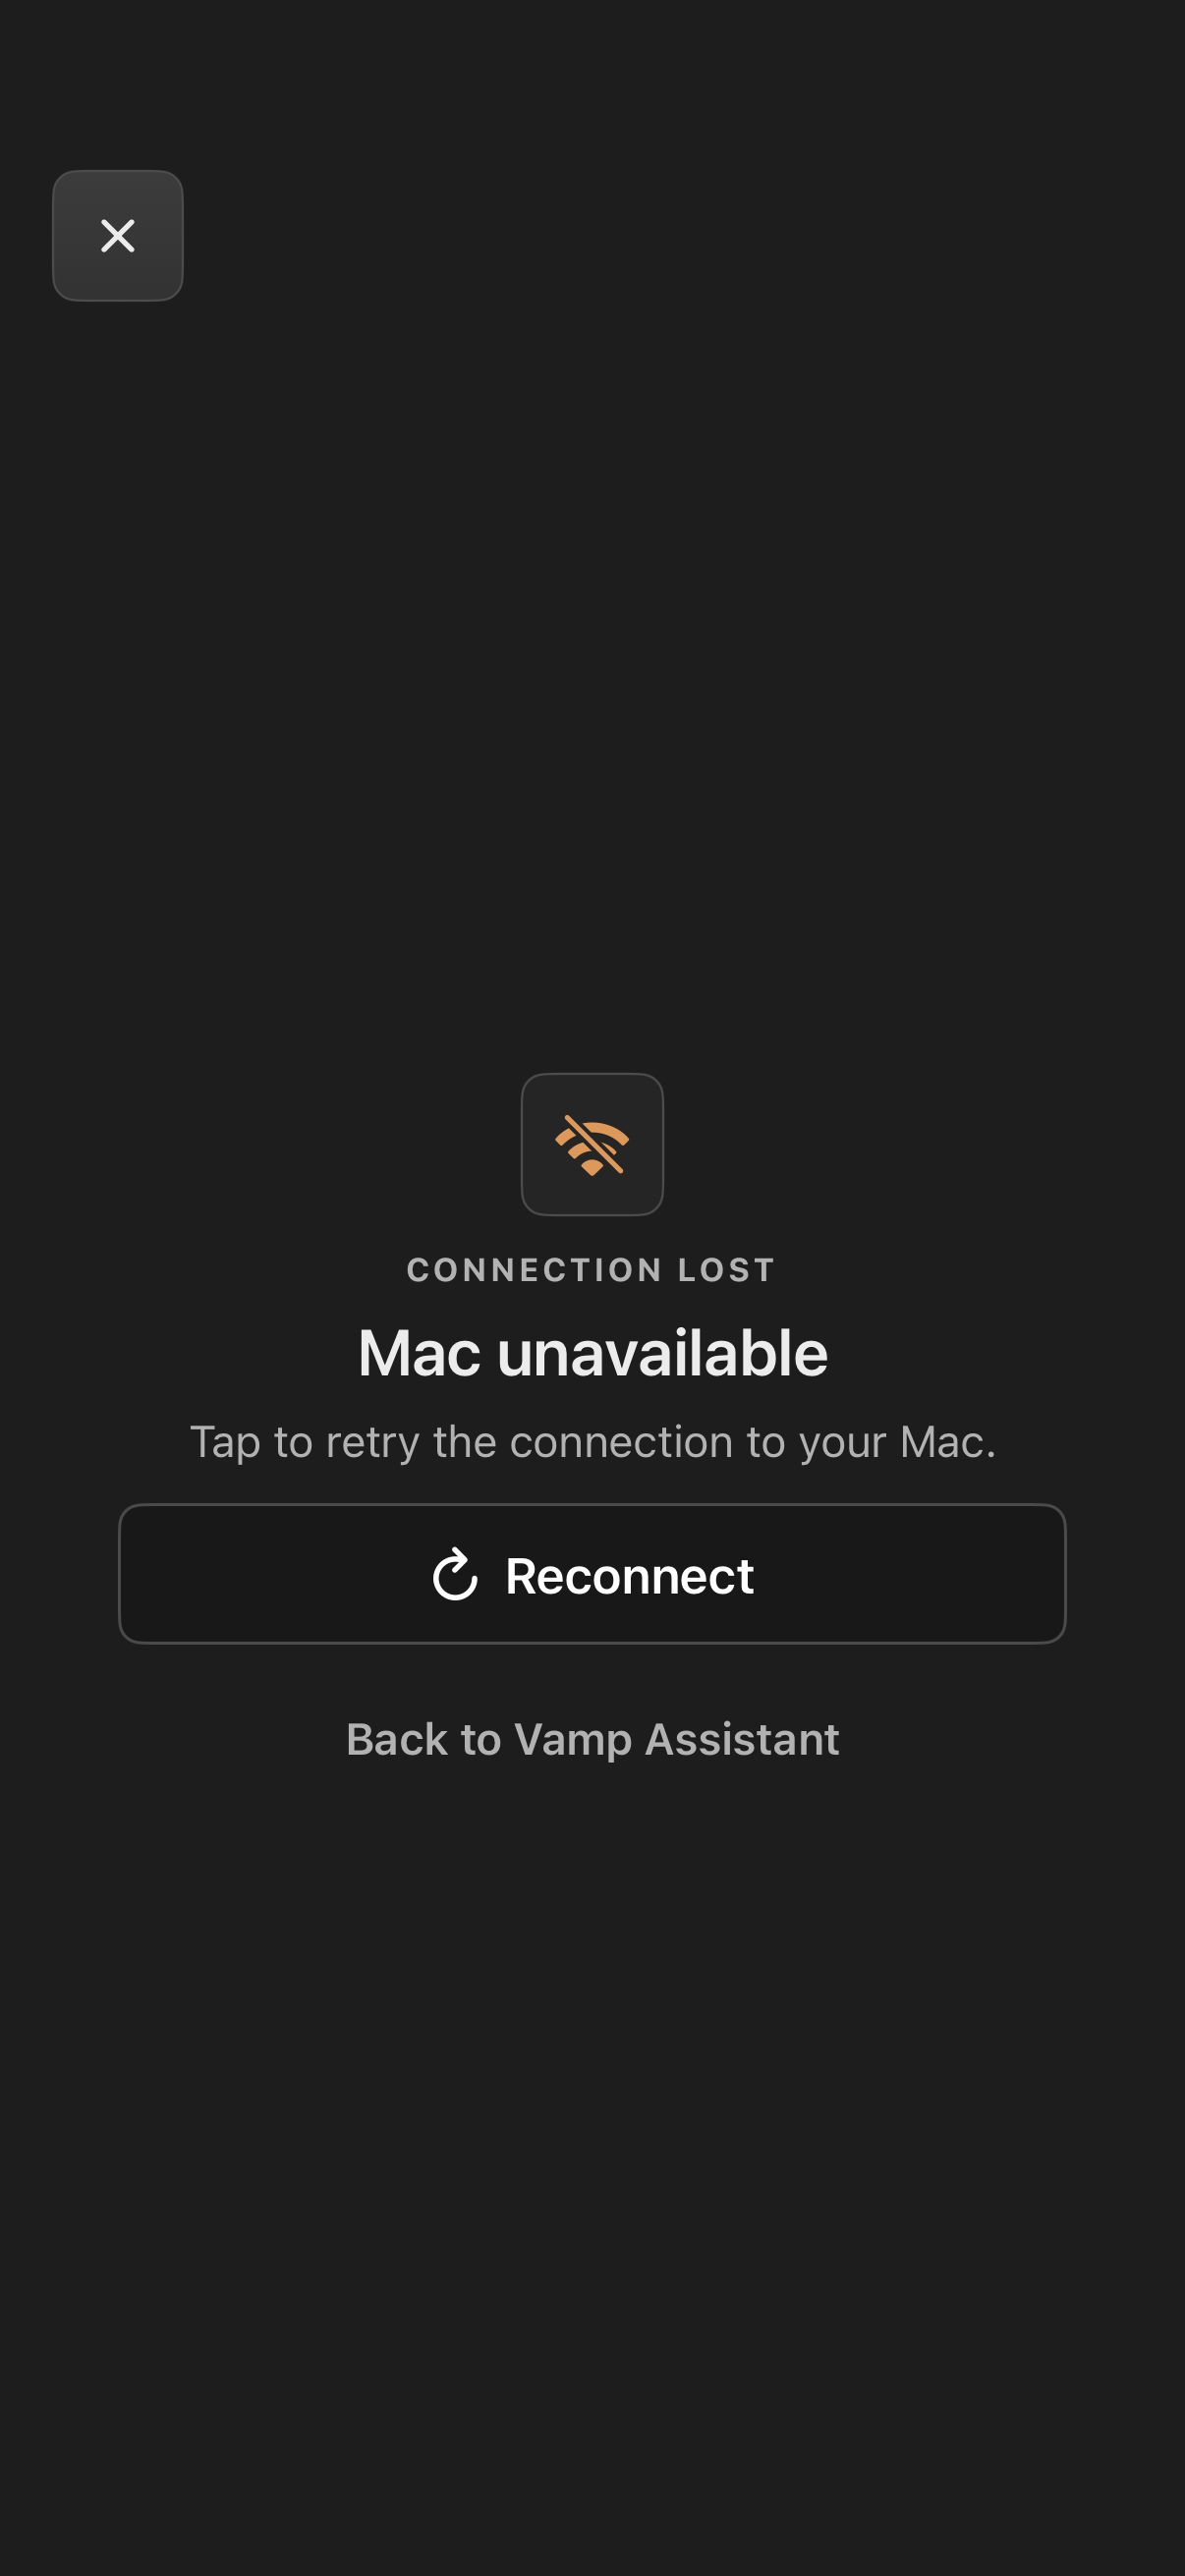 CONNECTION LOST
Mac unavailable
Tap to retry the connection to your Mac.
Reconnect
Back to Vamp Assistant